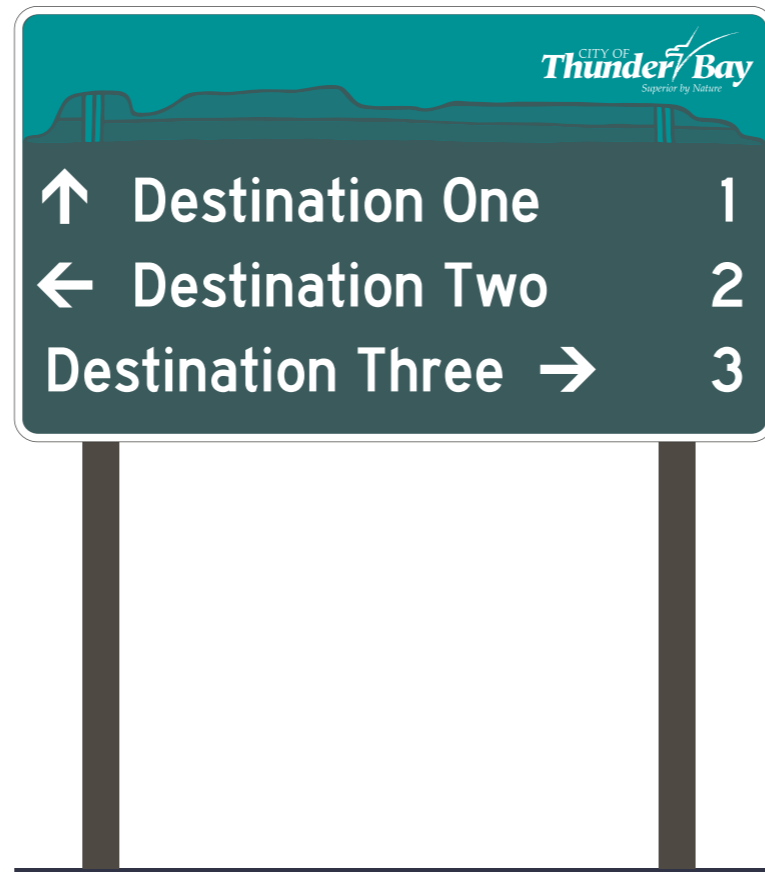 CITY OF
Thunder Bay
Superior by Nature
↑ Destination One 1
← Destination Two 2
Destination Three → 3